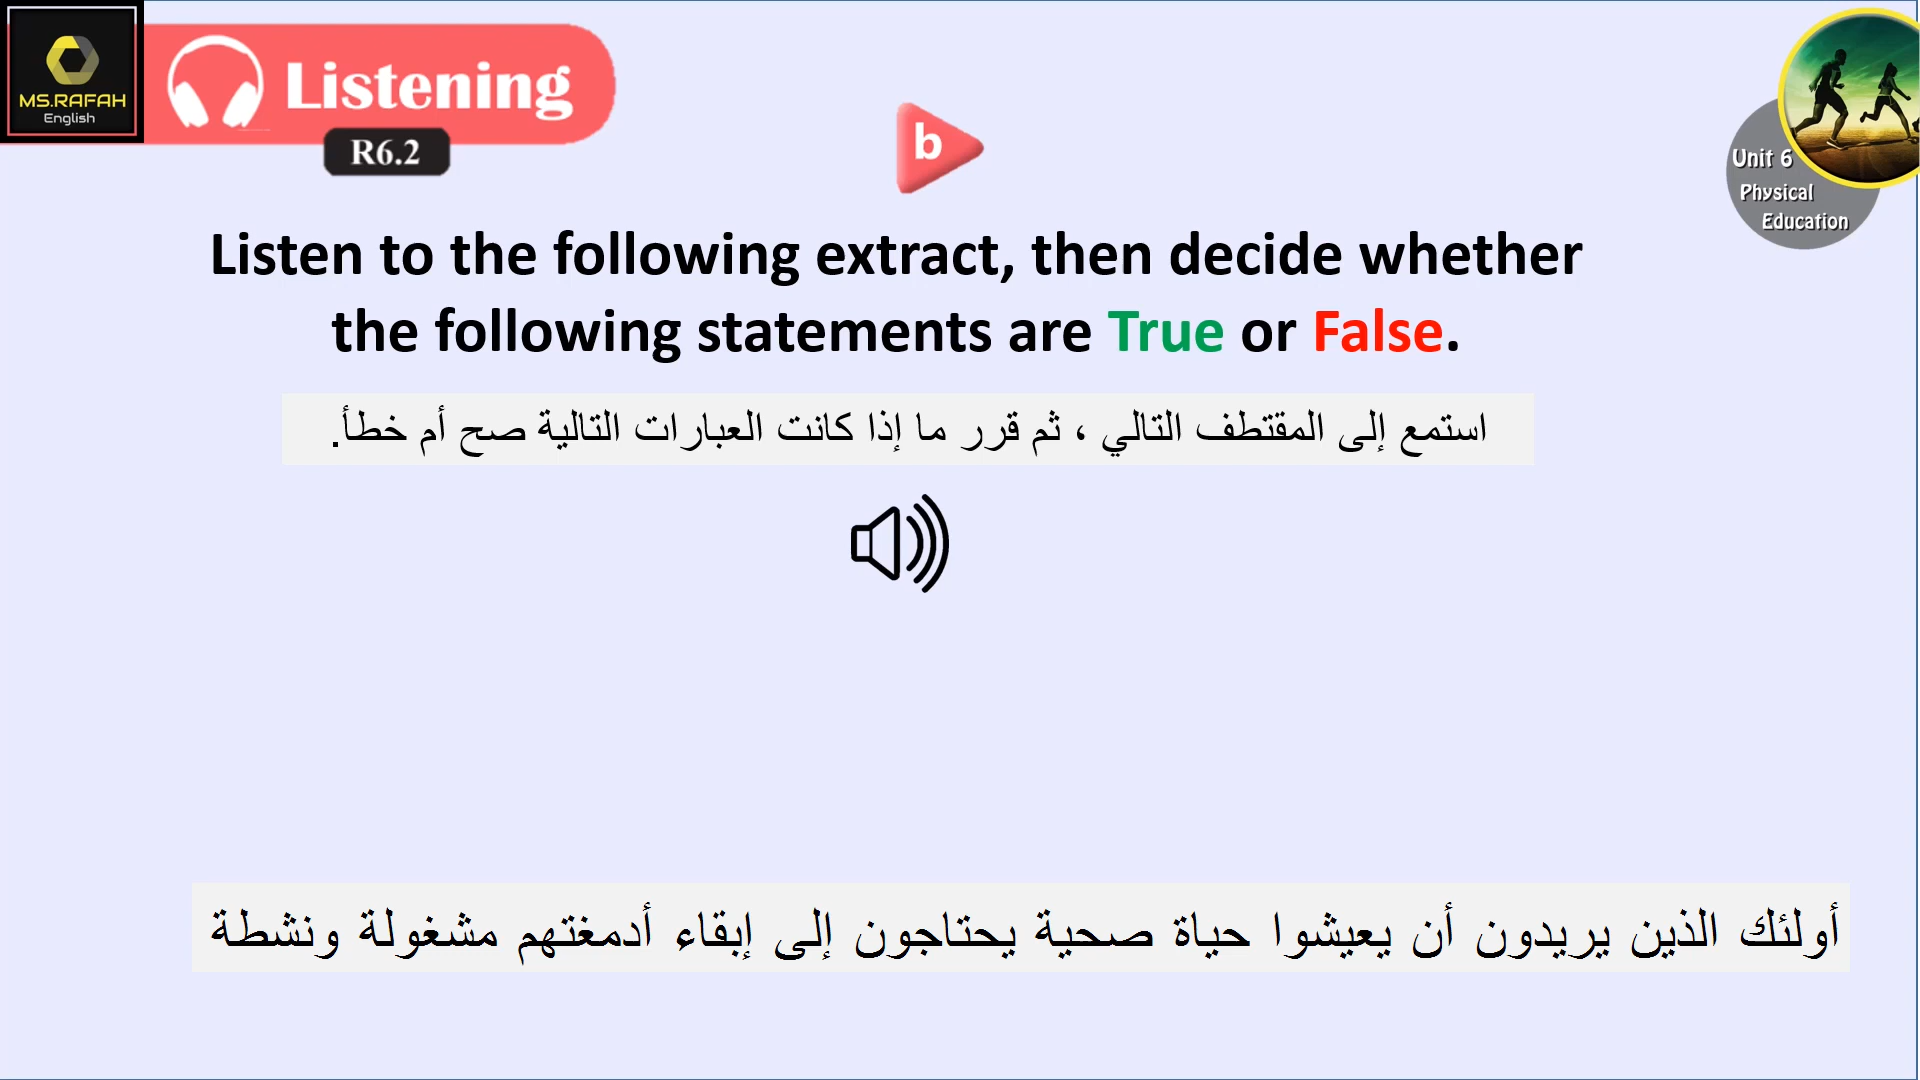 MS.RAFAH
English
Listening
R6.2
b
Unit 6
Physical
Education
Listen to the following extract, then decide whether
the following statements are True or False.
استمع إلى المقتطف التالي ، ثم قرر ما إذا كانت العبارات التالية صح أم خطأ.
أولئك الذين يريدون أن يعيشوا حياة صحية يحتاجون إلى إبقاء أدمغتهم مشغولة ونشطة